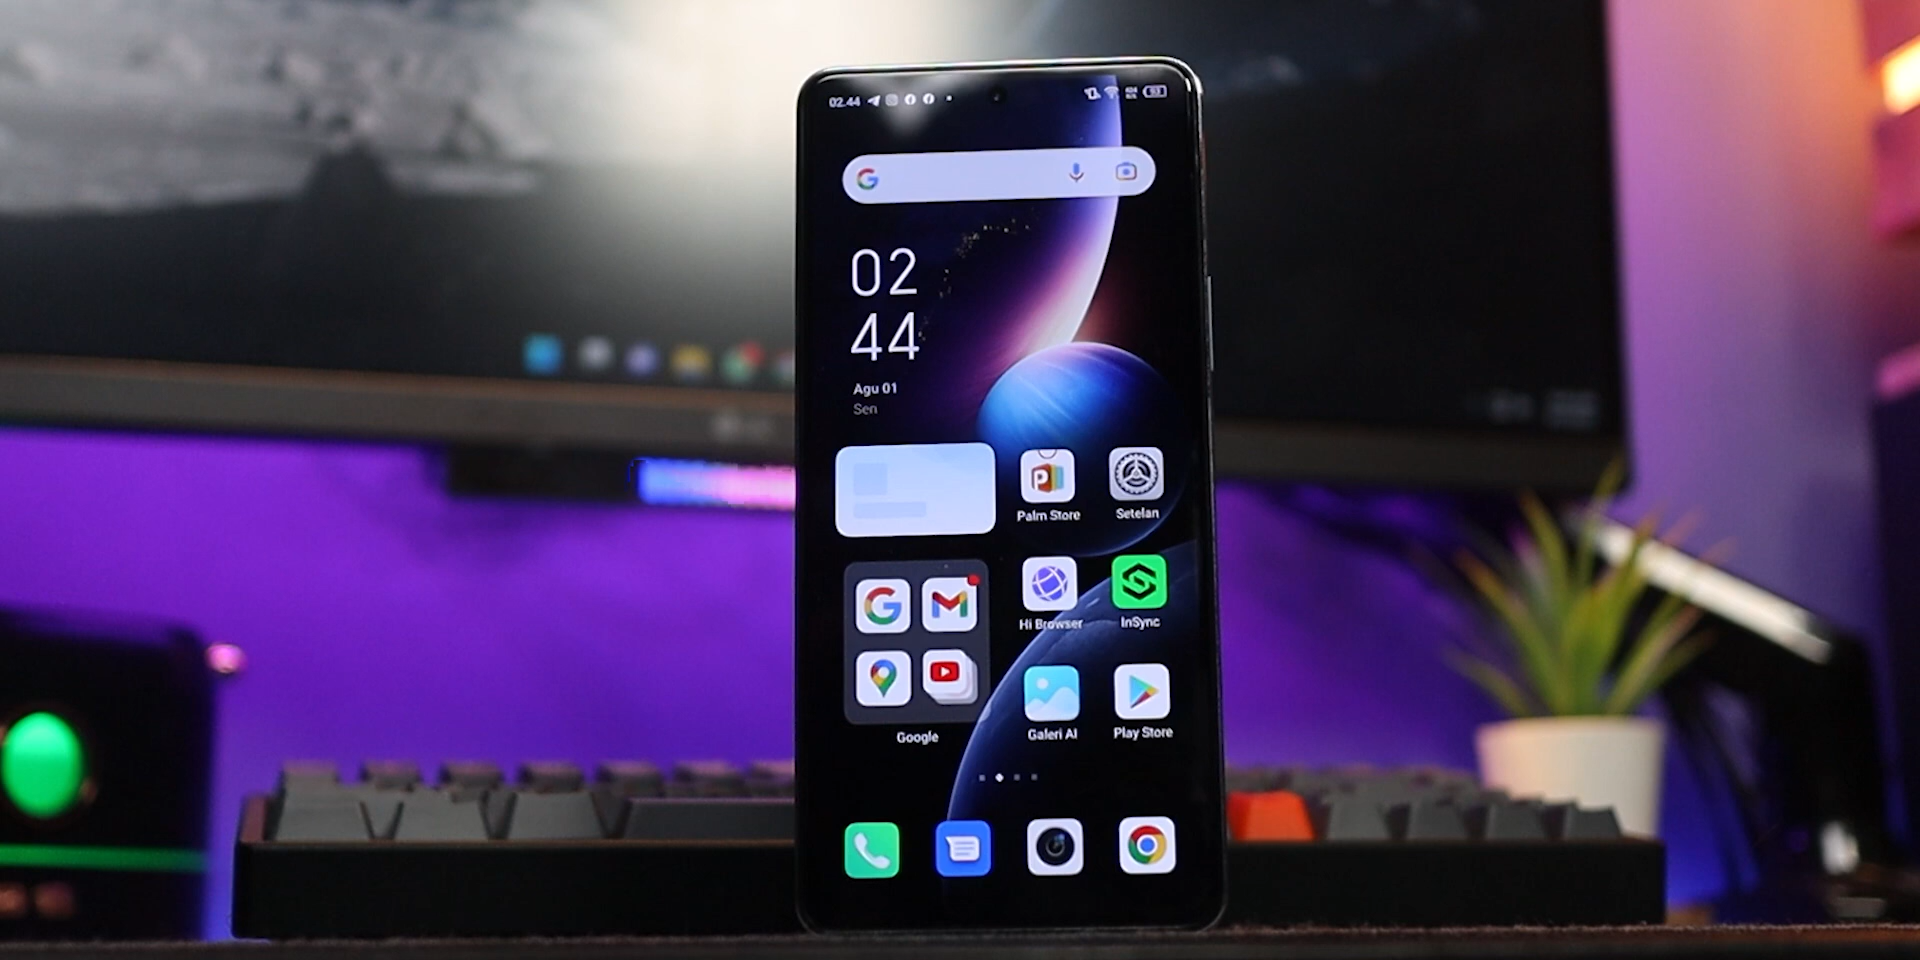 02.44
02
44
Agu 01
Sen
Palm Store
Setelan
Hi Browser
InSync
Google
Galeri AI
Play Store